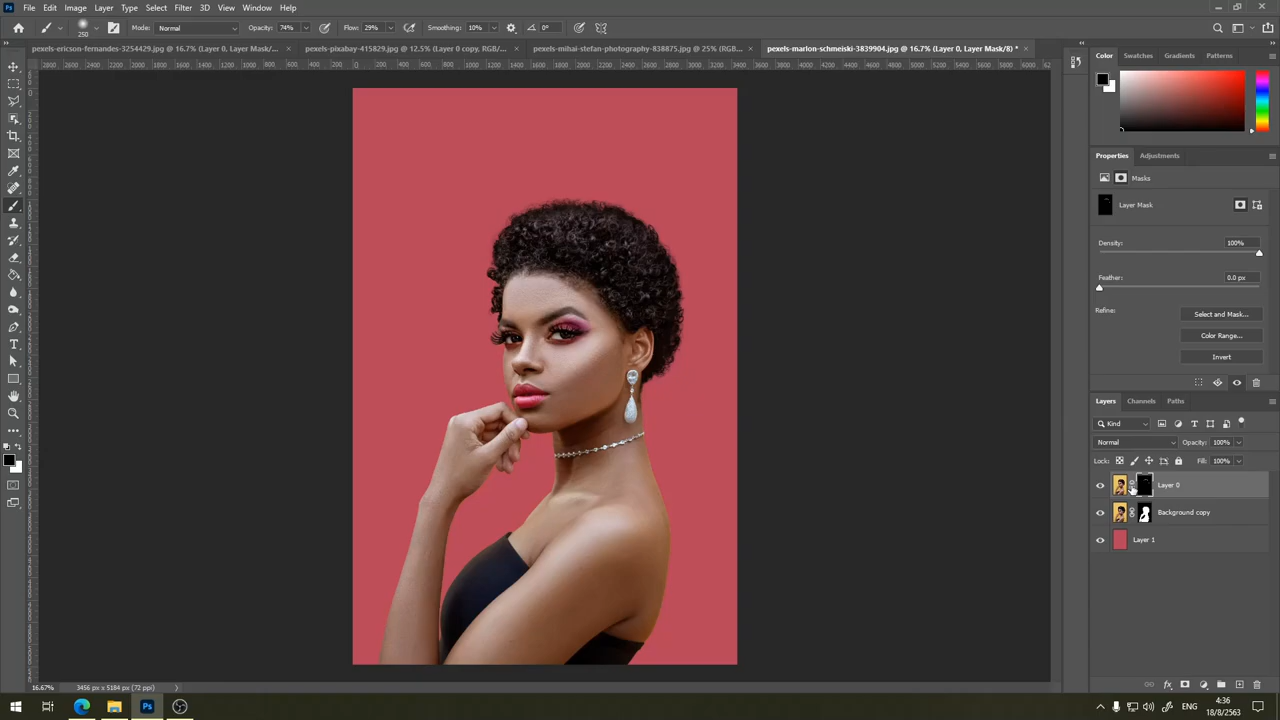 File Edit Image Layer Type Select Filter 3D View Window Help
Mode: Normal Opacity: 74% Flow: 29% Smoothing: 10% 0°
250
pexels-ericson-fernandes-3254429.jpg @ 16.7% (Layer 0, Layer Mask/... × pexels-pixabay-415829.jpg @ 12.5% (Layer 0 copy, RGB/... × pexels-mihai-stefan-photography-838875.jpg @ 25% (RGB/... × pexels-marlon-schmeiski-3839904.jpg @ 16.7% (Layer 0, Layer Mask/8) * ×
Color Swatches Gradients Patterns
Properties Adjustments
Masks
Layer Mask
Density: 100%
Feather: 0.0 px
Refine: Select and Mask...
Color Range...
Invert
Layers Channels Paths
Kind
Normal Opacity: 100%
Lock: Fill: 100%
Layer 0
Background copy
Layer 1
16.67% 3456 px x 5184 px (72 ppi)
4:36
18/8/2563